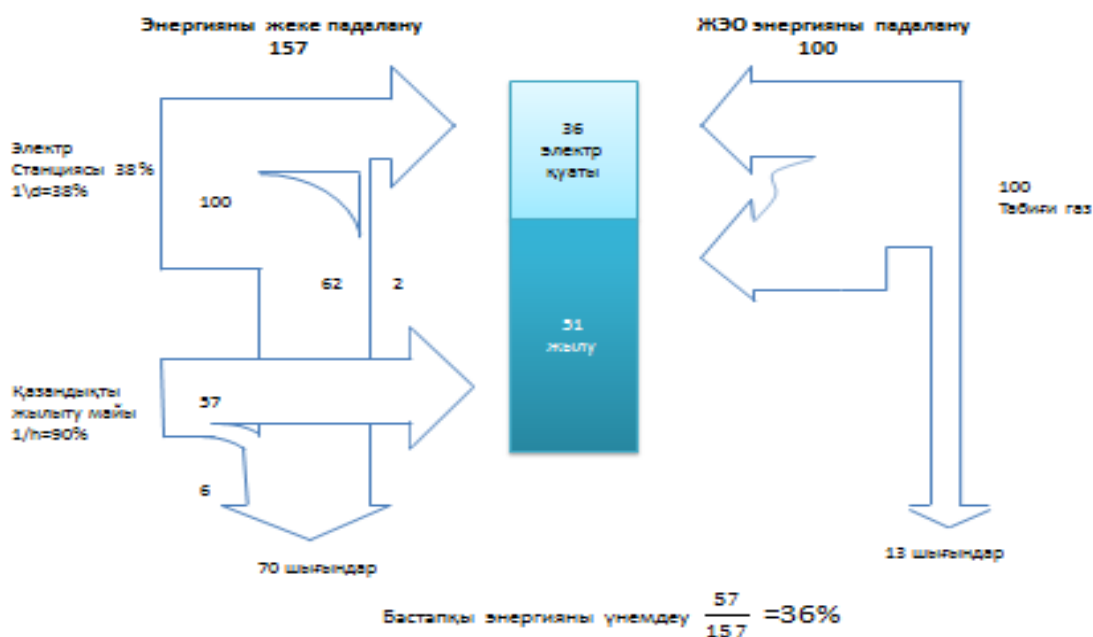 Энергияны жеке падалану
157
ЖЭО энергияны падалану
100
Электр
Станциясы 38%
1\d=38%
100
62
2
36
электр
қуаты
51
жылу
100
Табиғи газ
Қазандықты
жылыту майы
1/h=90%
57
6
70 шығындар
13 шығындар
Бастапқы энергияны үнемдеу 57/157 =36%